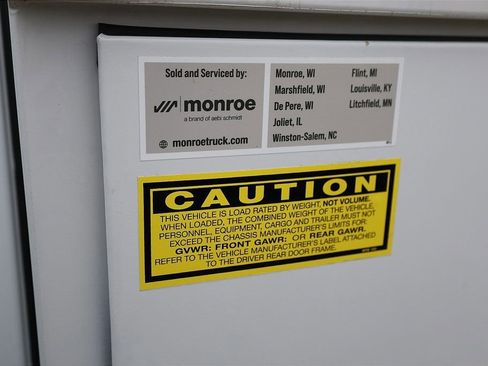 Sold and Serviced by:
monroe
a brand of aebi schmidt
monroetruck.com
Monroe, WI
Marshfield, WI
De Pere, WI
Joliet, IL
Winston-Salem, NC
Flint, MI
Louisville, KY
Litchfield, MN
CAUTION
THIS VEHICLE IS LOAD RATED BY WEIGHT, NOT VOLUME.
WHEN LOADED, THE COMBINED WEIGHT OF THE VEHICLE,
PERSONNEL, EQUIPMENT, CARGO AND TRAILER MUST NOT
EXCEED THE CHASSIS MANUFACTURER'S LIMITS FOR:
GVWR: FRONT GAWR: OR REAR GAWR.
REFER TO THE VEHICLE MANUFACTURER'S LABEL ATTACHED
TO THE DRIVER REAR DOOR FRAME.